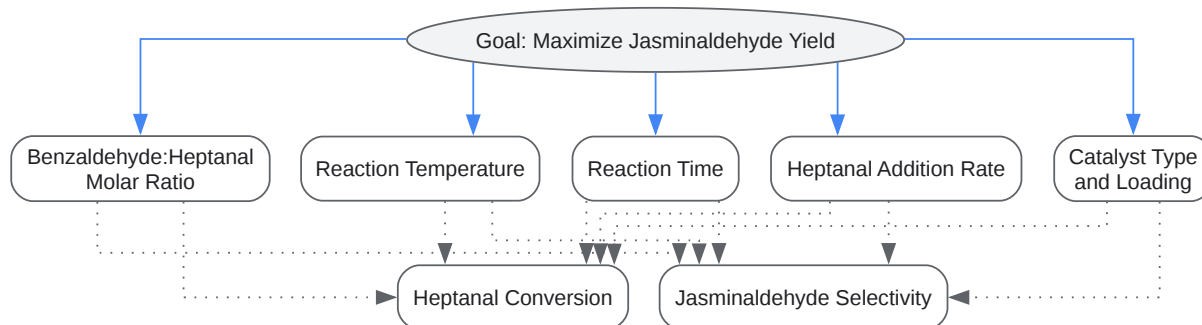 Goal: Maximize Jasminaldehyde Yield
Benzaldehyde:Heptanal
Molar Ratio
Reaction Temperature
Reaction Time
Heptanal Addition Rate
Catalyst Type
and Loading
Heptanal Conversion
Jasminaldehyde Selectivity